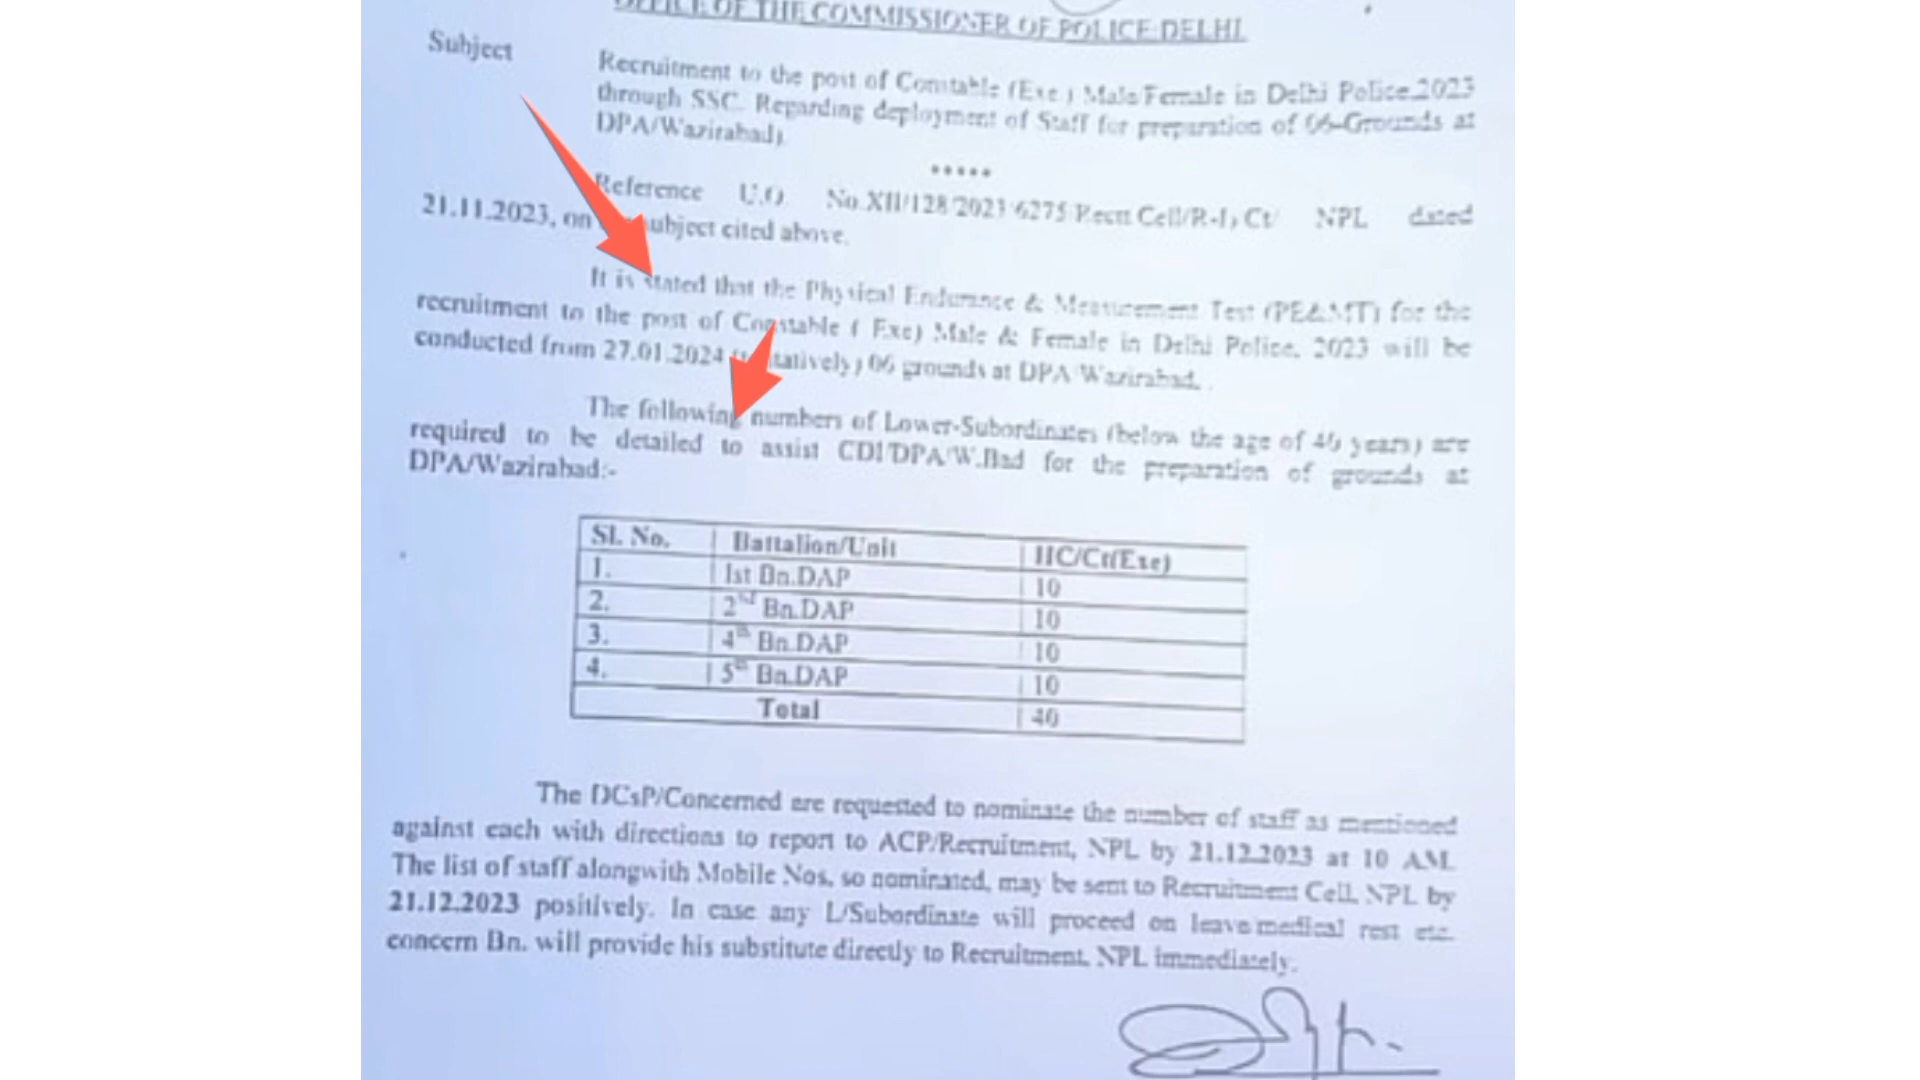 OFFICE OF THE COMMISSIONER OF POLICE:DELHI
Subject
Recruitment to the post of Constable (Exe.) Male/Female in Delhi Police,2023
through SSC. Regarding deployment of Staff for preparation of 06-Grounds at
DPA/Wazirabad).
*****
Reference U.O. No.XII/128/2023/6275/Rectt Cell/R-I, Ct/ NPL dated
21.11.2023, on subject cited above.
It is stated that the Physical Endurance & Measurement Test (PE&MT) for the
recruitment to the post of Constable ( Exe) Male & Female in Delhi Police, 2023 will be
conducted from 27.01.2024 06 grounds at DPA/Wazirabad.
The following numbers of Lower-Subordinates (below the age of years) are
required to be detailed to assist CDI/DPA/W.Bad for the preparation of grounds at
DPA/Wazirabad:-
Sl. No. Battalion/Unit HC/Ct(Exe)
1. 1st Bn.DAP 10
2. 2nd Bn.DAP 10
3. 4th Bn.DAP 10
4. 5th Bn.DAP 10
Total 40
The DCsP/Concerned are requested to nominate the number of staff as mentioned
against each with directions to report to ACP/Recruitment, NPL by 21.12.2023 at 10 AM.
The list of staff alongwith Mobile Nos. so nominated, may be sent to Recruitment Cell, NPL by
21.12.2023 positively. In case any L/Subordinate will proceed on leave/medical rest etc.
concern Bn. will provide his substitute directly to Recruitment, NPL immediately.